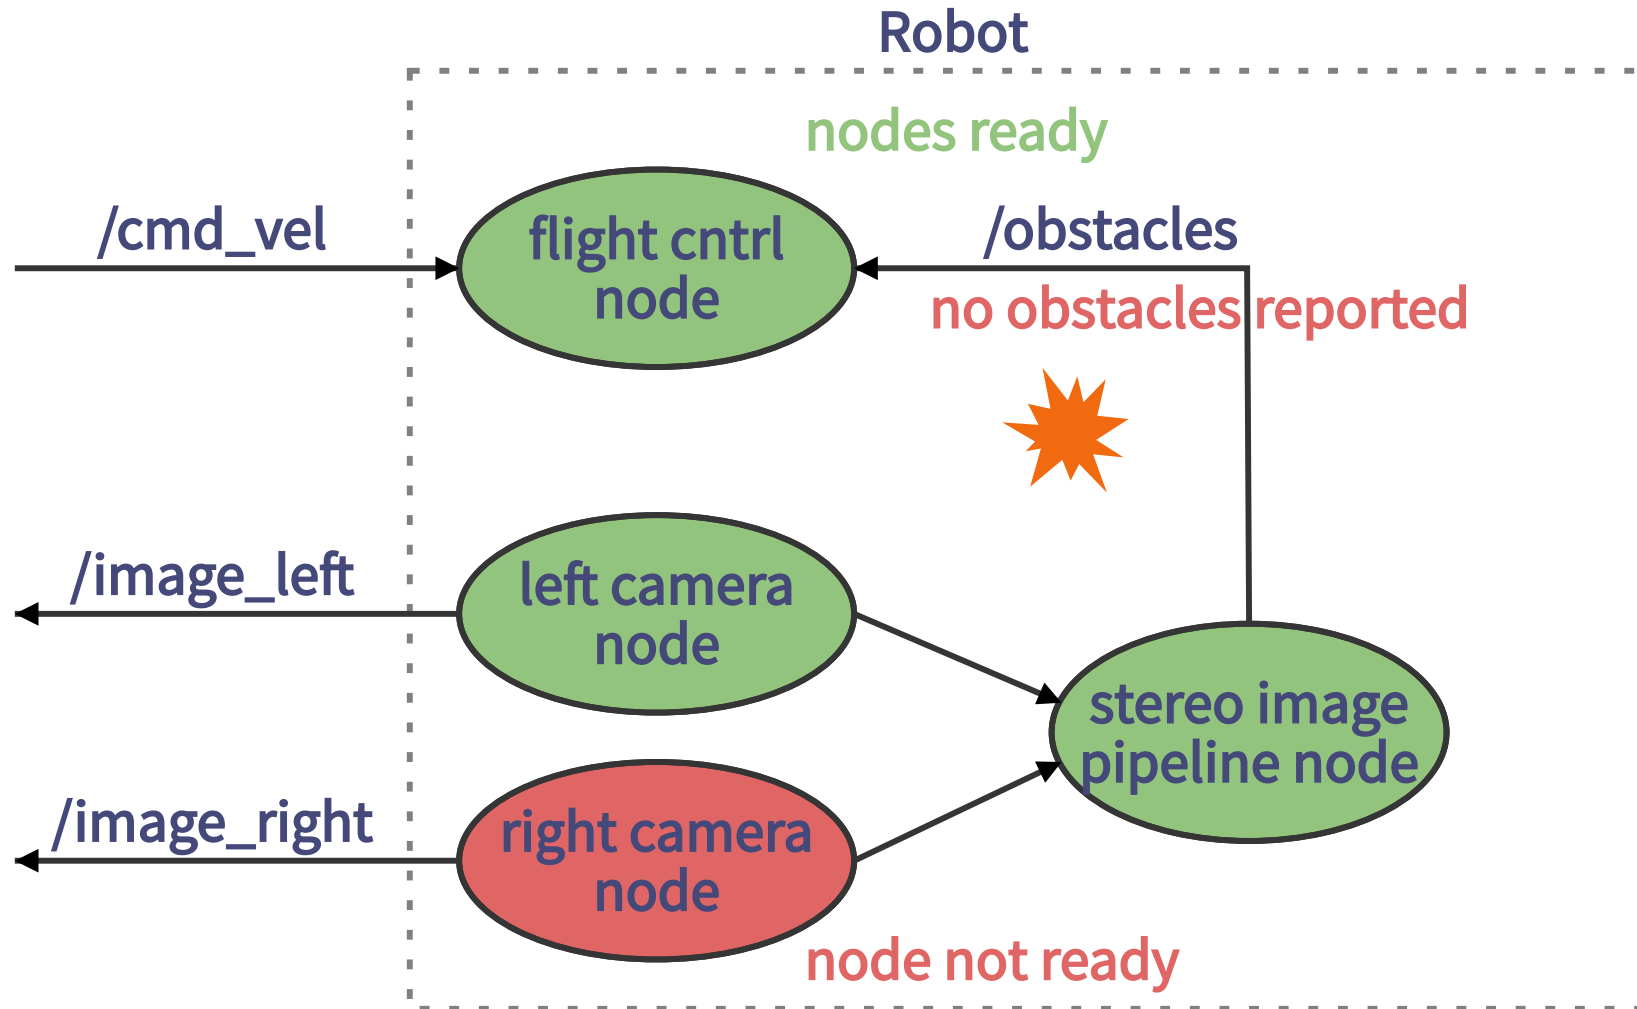 Robot
nodes ready
/cmd_vel
flight cntrl
node
/obstacles
no obstacles reported
/image_left
left camera
node
stereo image
pipeline node
/image_right
right camera
node
node not ready